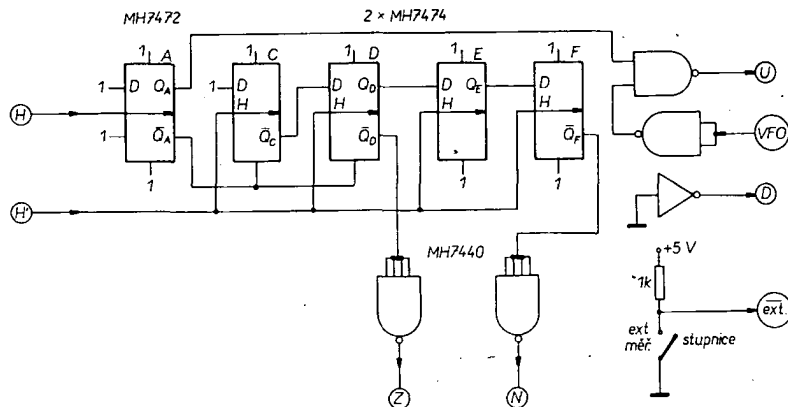 MH7472
2 × MH7474
1 A
1 C
1 D
1 E
1 F
1 D Q_A
1 D
D Q_D
D Q_E
D
H
H
H
H
H
1 Q̅_A
Q̅_C
Q̅_D
Q̅_F
1
1
1
U
VFO
D
H'
MH7440
+5 V
1k
e̅x̅t̅.
ext
měř.
stupnice
Z
N